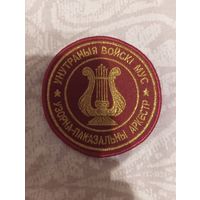 УНУТРАНЫЯ ВОЙСКІ МУС
УЗОРНА-ПАКАЗАЛЬНЫ АРКЕСТР